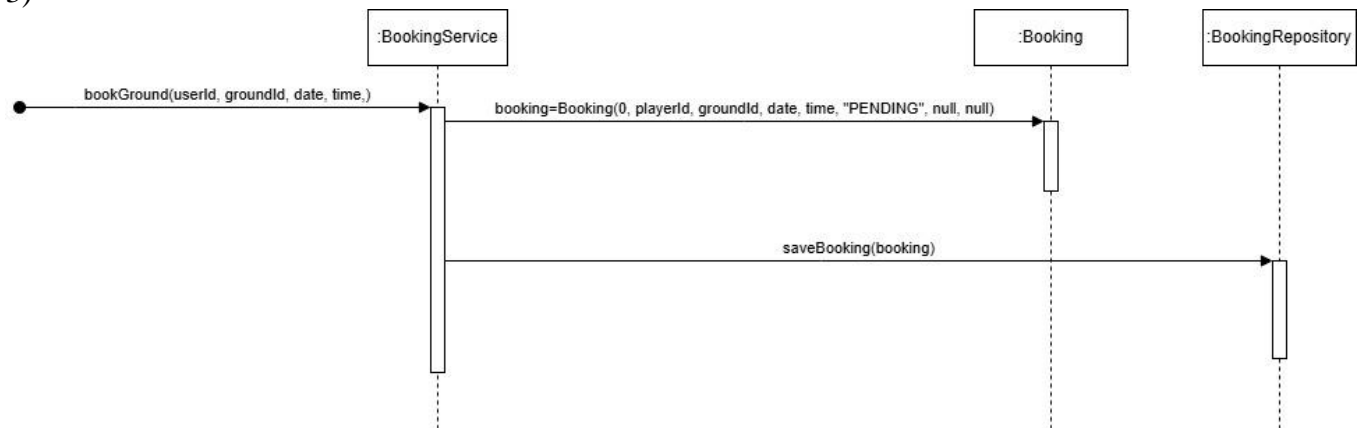 :BookingService
:Booking
:BookingRepository
bookGround(userId, groundId, date, time,)
booking=Booking(0, playerId, groundId, date, time, "PENDING", null, null)
saveBooking(booking)